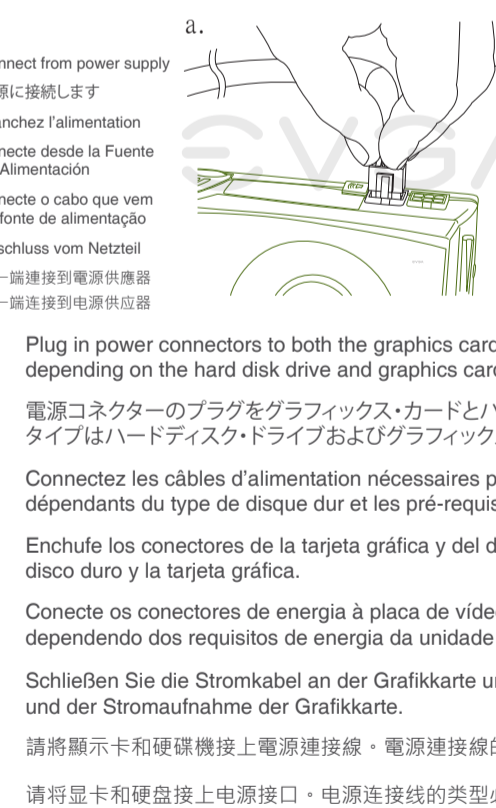 a.
nnect from power supply
源に接続します
anchez l’alimentation
necte desde la Fuente
Alimentación
necte o cabo que vem
fonte de alimentação
schluss vom Netzteil
一端連接到電源供應器
一端连接到电源供应器
EVGA
Plug in power connectors to both the graphics card
depending on the hard disk drive and graphics card
電源コネクターのプラグをグラフィックス・カードとハ
タイプはハードディスク・ドライブおよびグラフィック
Connectez les câbles d’alimentation nécessaires p
dépendants du type de disque dur et les pré-requis
Enchufe los conectores de la tarjeta gráfica y del d
disco duro y la tarjeta gráfica.
Conecte os conectores de energia à placa de víde
dependendo dos requisitos de energia da unidade
Schließen Sie die Stromkabel an der Grafikkarte u
und der Stromaufnahme der Grafikkarte.
請將顯示卡和硬碟機接上電源連接線。電源連接線的
请将显卡和硬盘接上电源接口。电源连接线的类型